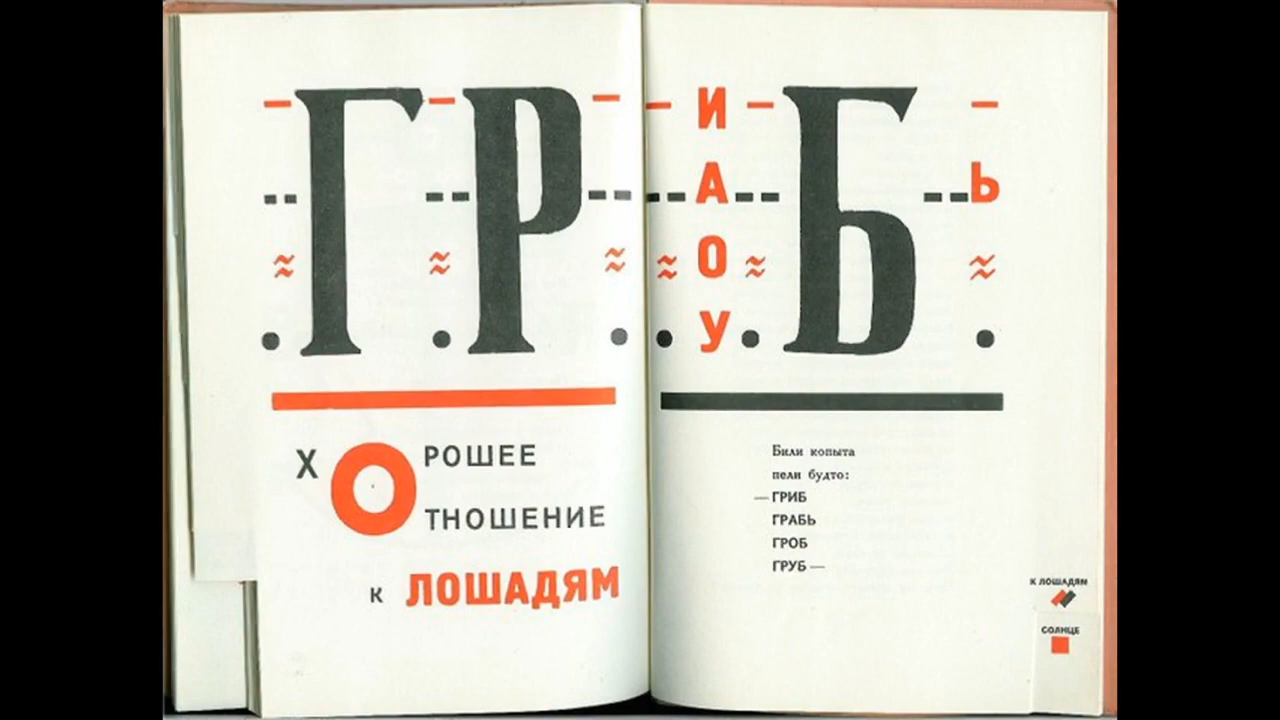 ГР
И
А
О
У
Б
Ь
ХОРОШЕЕ
ОТНОШЕНИЕ
К ЛОШАДЯМ
Били копыта
пели будто:
— ГРИБ
ГРАБЬ
ГРОБ
ГРУБ —
К ЛОШАДЯМ
СОЛНЦЕ